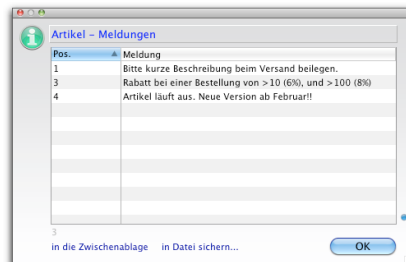 Artikel – Meldungen
Pos. Meldung
1 Bitte kurze Beschreibung beim Versand beilegen.
3 Rabatt bei einer Bestellung von >10 (6%), und >100 (8%)
4 Artikel läuft aus. Neue Version ab Februar!!
3
in die Zwischenablage in Datei sichern... OK